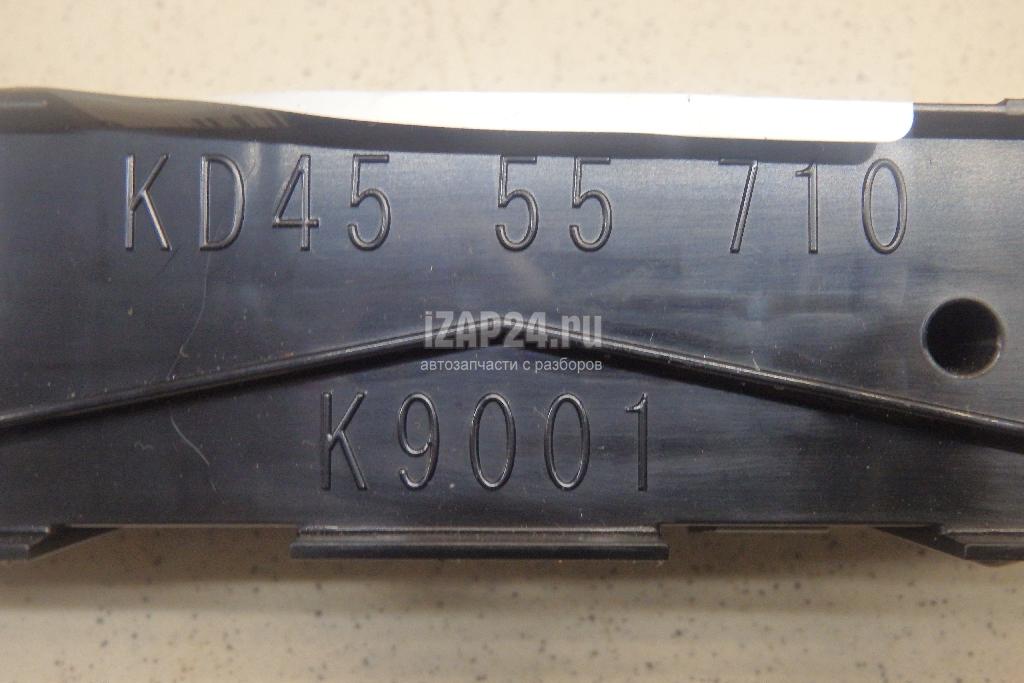 KD45 55 710
iZAP24.ru
автозапчасти с разборов
K9001